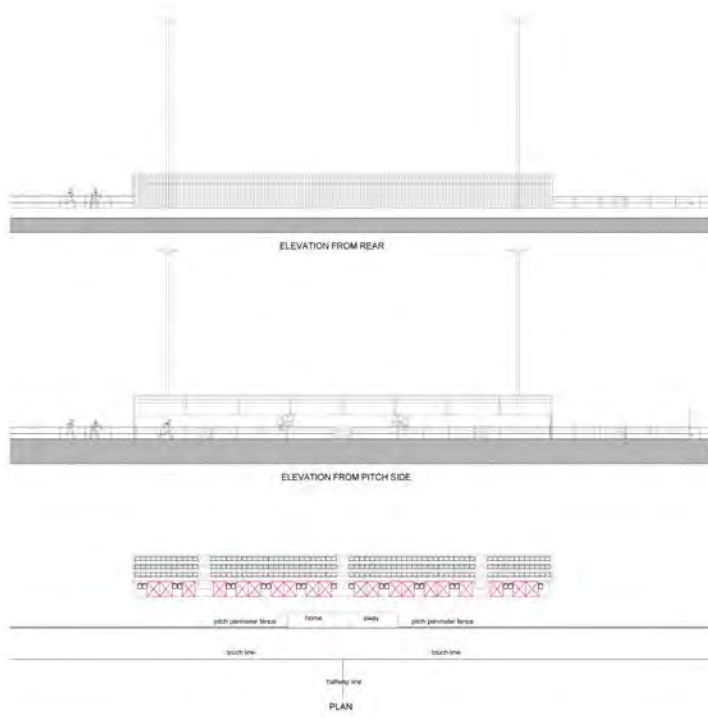 ELEVATION FROM REAR
ELEVATION FROM PITCH SIDE
home away
pitch perimeter fence pitch perimeter fence
touch line touch line
halfway line
PLAN